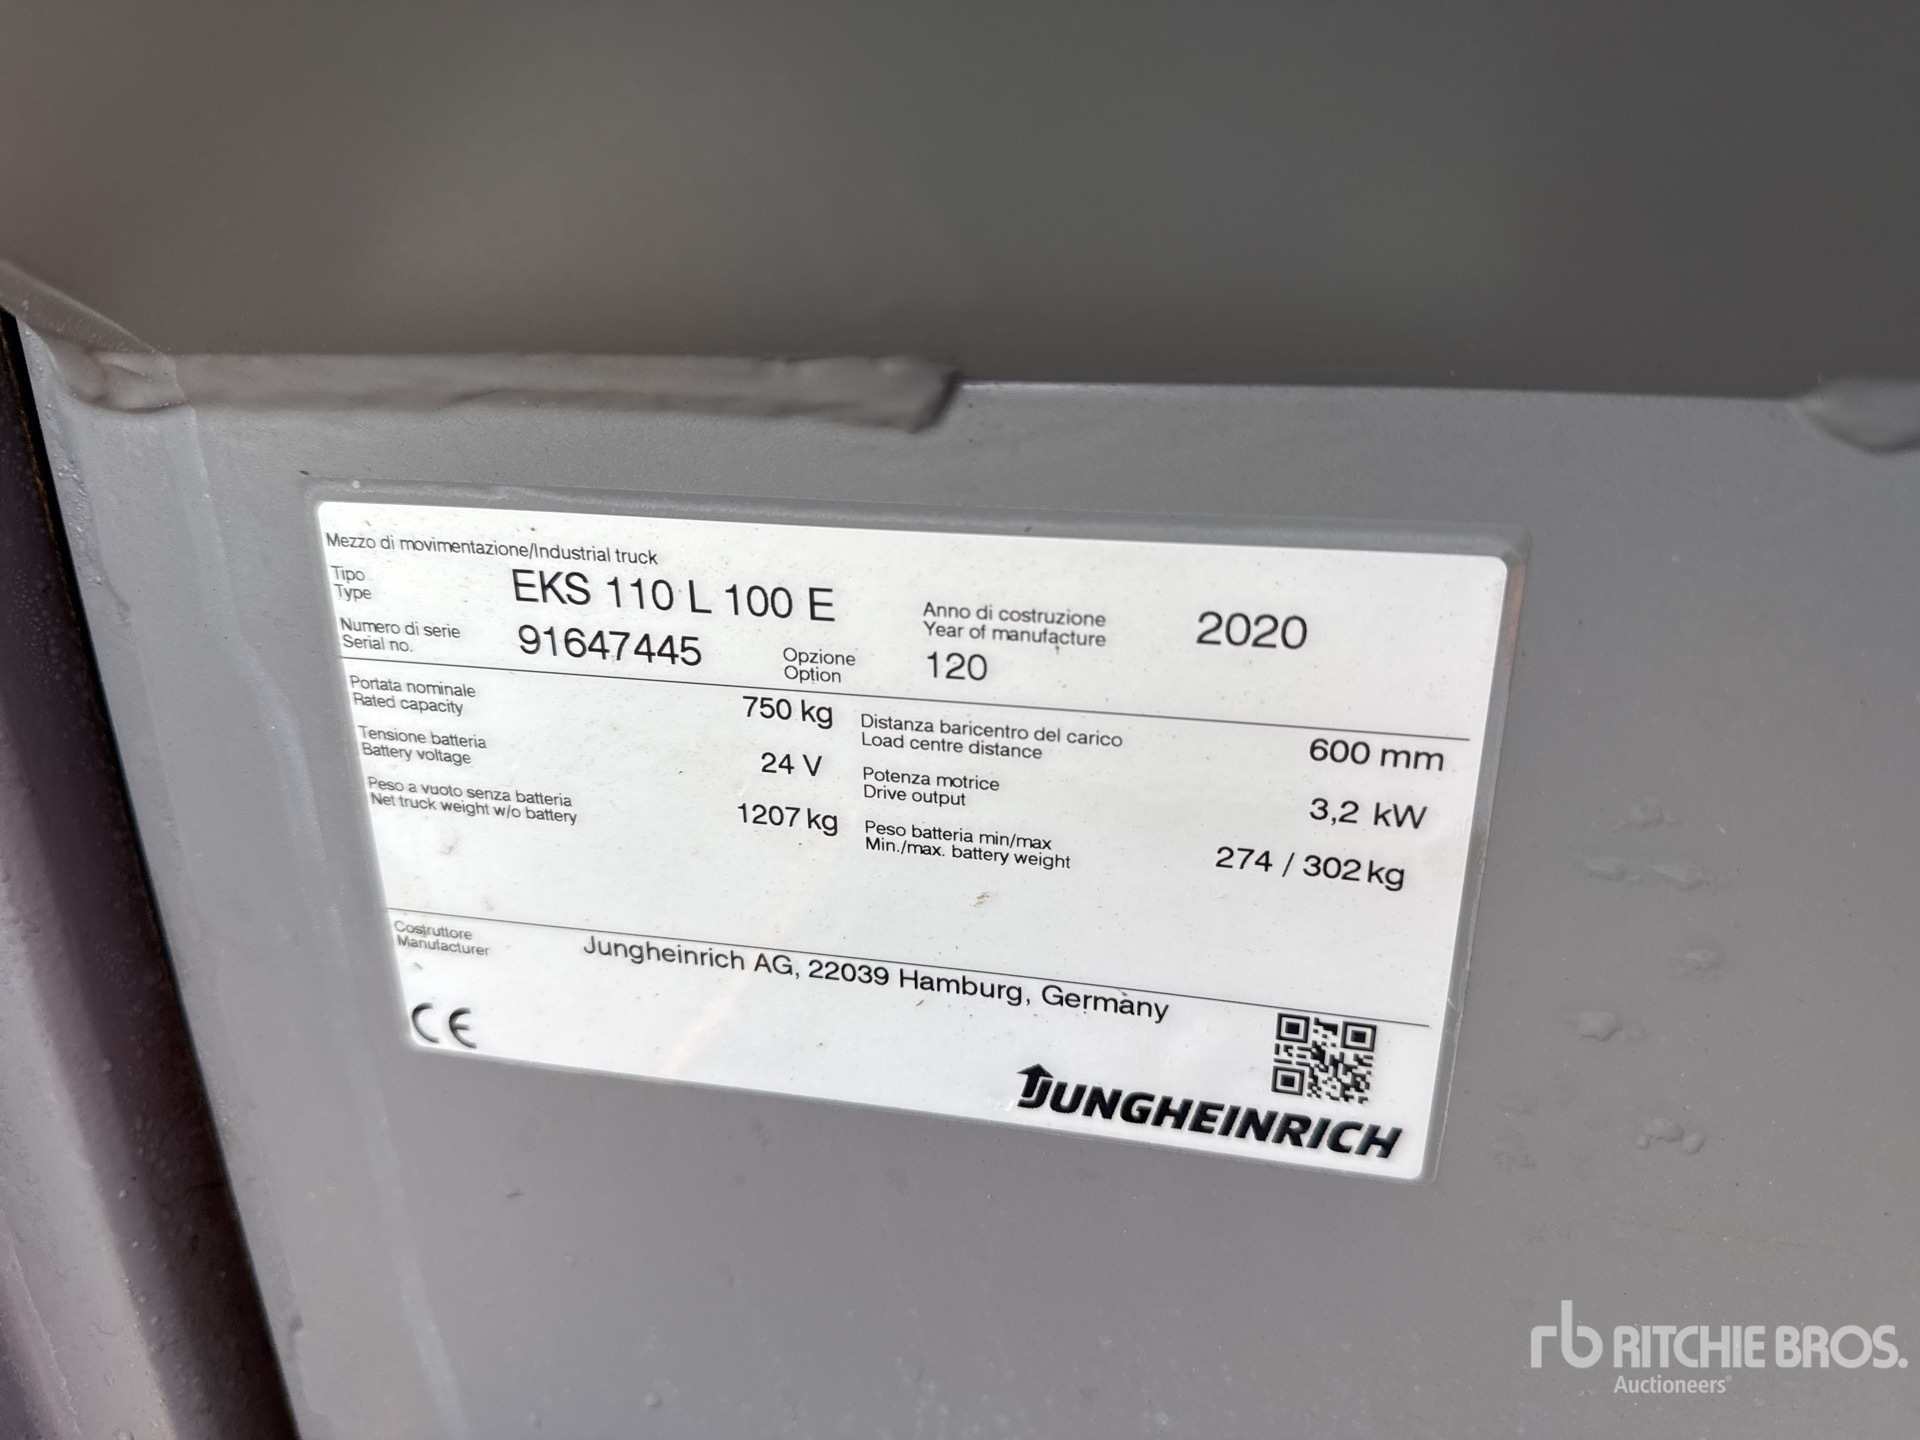 Mezzo di movimentazione/Industrial truck
Tipo
Type
EKS 110 L 100 E
Anno di costruzione
Year of manufacture
2020
Numero di serie
Serial no.
91647445
Opzione
Option
120
Portata nominale
Rated capacity
750 kg
Distanza baricentro del carico
Load centre distance
600 mm
Tensione batteria
Battery voltage
24 V
Potenza motrice
Drive output
3,2 kW
Peso a vuoto senza batteria
Net truck weight w/o battery
1207 kg
Peso batteria min/max
Min./max. battery weight
274 / 302 kg
Costruttore
Manufacturer
Jungheinrich AG, 22039 Hamburg, Germany
CE
JUNGHEINRICH
rb RITCHIE BROS.
Auctioneers